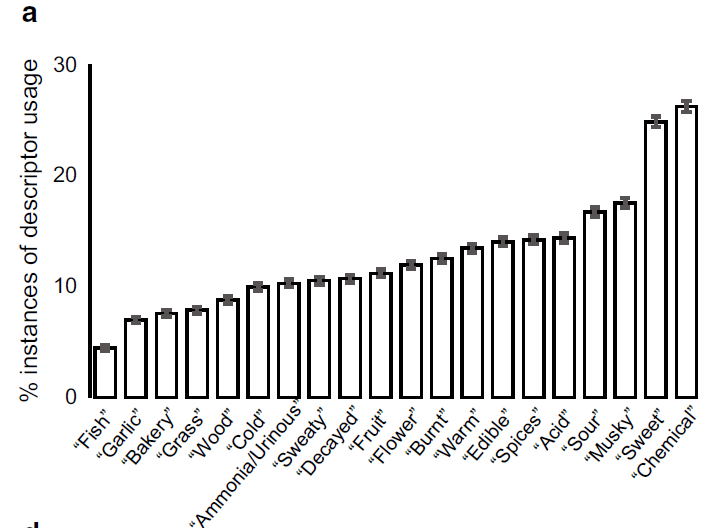 a
% instances of descriptor usage
30
20
10
0
“Fish”
“Garlic”
“Bakery”
“Grass”
“Wood”
“Cold”
“Ammonia/Urinous”
“Sweaty”
“Decayed”
“Fruit”
“Flower”
“Burnt”
“Warm”
“Edible”
“Spices”
“Acid”
“Sour”
“Musky”
“Sweet”
“Chemical”